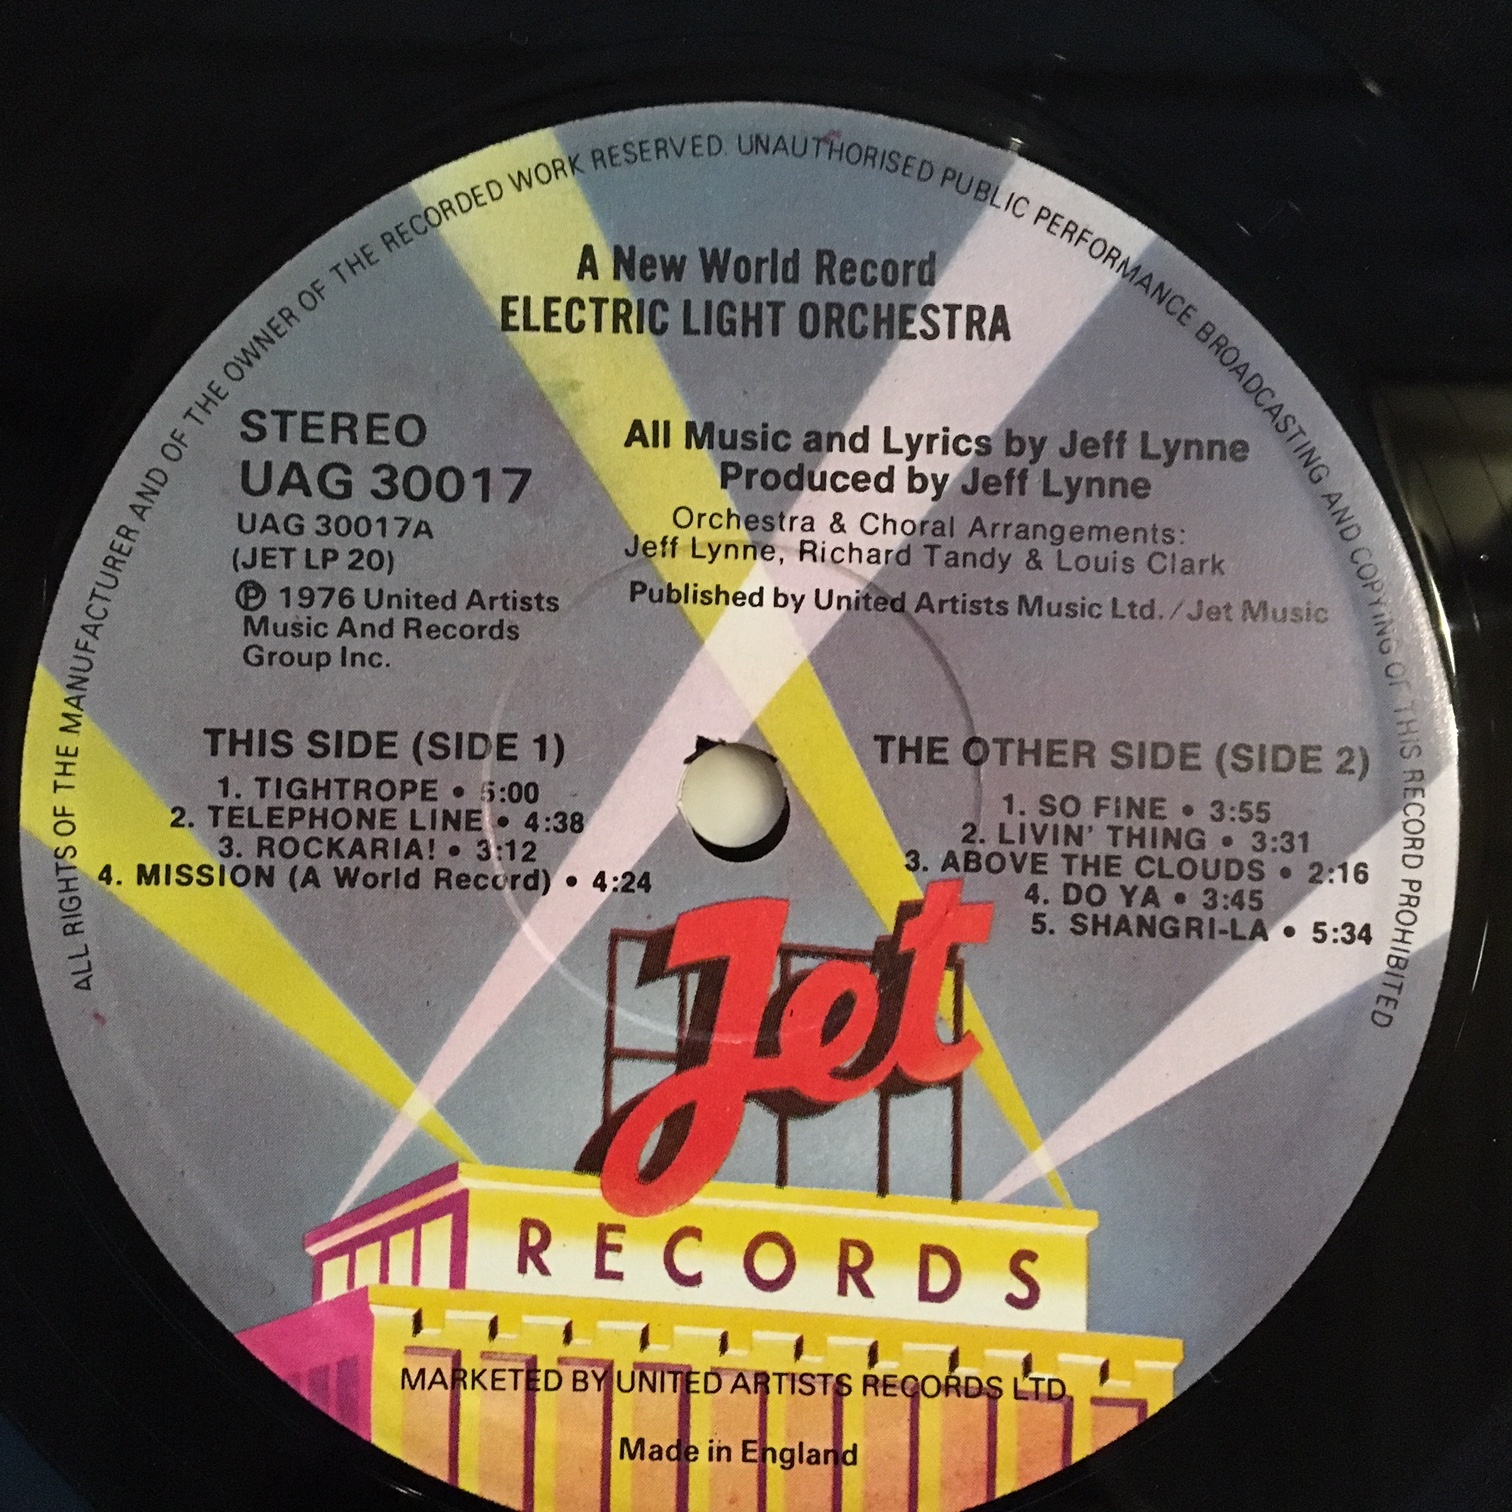 ALL RIGHTS OF THE MANUFACTURER AND OF THE OWNER OF THE RECORDED WORK RESERVED. UNAUTHORISED PUBLIC PERFORMANCE BROADCASTING AND COPYING OF THIS RECORD PROHIBITED
A New World Record
ELECTRIC LIGHT ORCHESTRA
STEREO
UAG 30017
UAG 30017A
(JET LP 20)
Ⓟ 1976 United Artists
Music And Records
Group Inc.
All Music and Lyrics by Jeff Lynne
Produced by Jeff Lynne
Orchestra & Choral Arrangements:
Jeff Lynne, Richard Tandy & Louis Clark
Published by United Artists Music Ltd./Jet Music
THIS SIDE (SIDE 1)
1. TIGHTROPE • 5:00
2. TELEPHONE LINE • 4:38
3. ROCKARIA! • 3:12
4. MISSION (A World Record) • 4:24
THE OTHER SIDE (SIDE 2)
1. SO FINE • 3:55
2. LIVIN' THING • 3:31
3. ABOVE THE CLOUDS • 2:16
4. DO YA • 3:45
5. SHANGRI-LA • 5:34
Jet
RECORDS
MARKETED BY UNITED ARTISTS RECORDS LTD.
Made in England